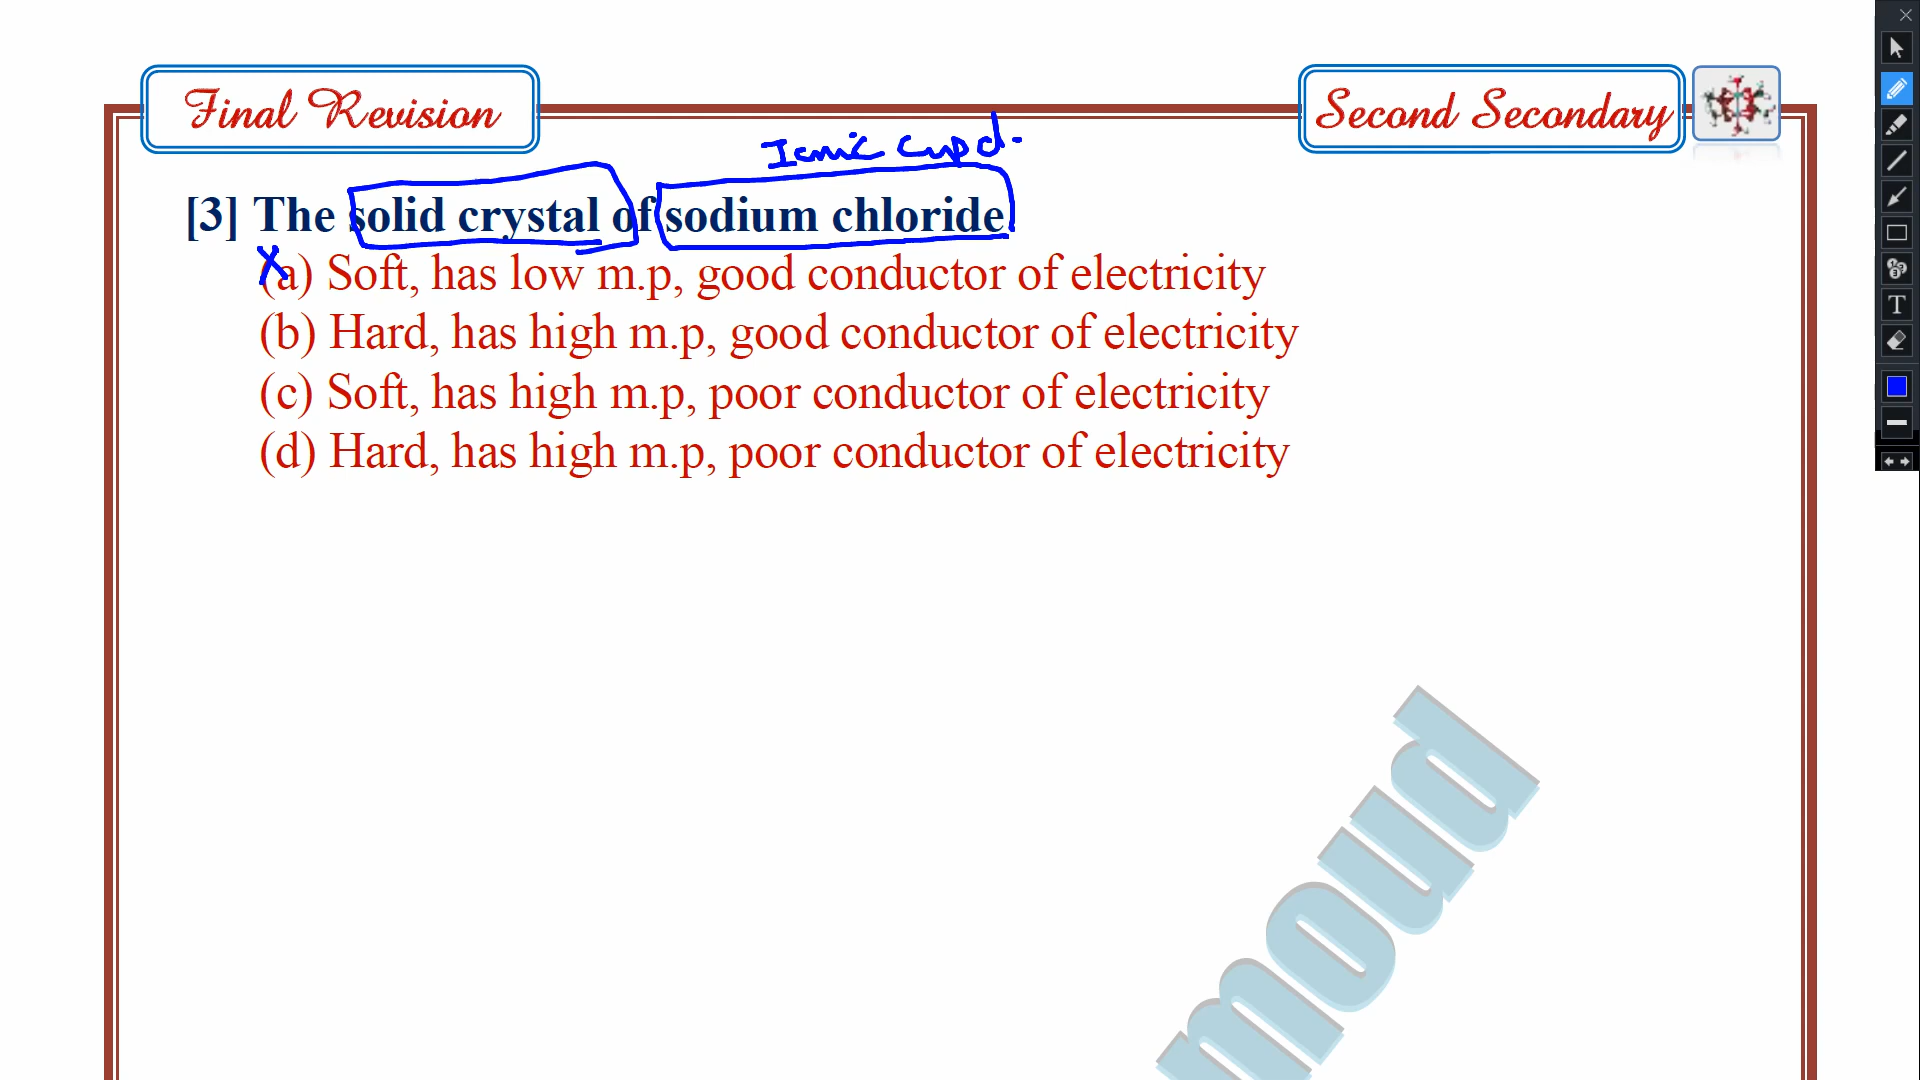 Final Revision
Second Secondary
Ionic cupd.
[3] The solid crystal of sodium chloride
(a) Soft, has low m.p, good conductor of electricity
(b) Hard, has high m.p, good conductor of electricity
(c) Soft, has high m.p, poor conductor of electricity
(d) Hard, has high m.p, poor conductor of electricity
moud
T